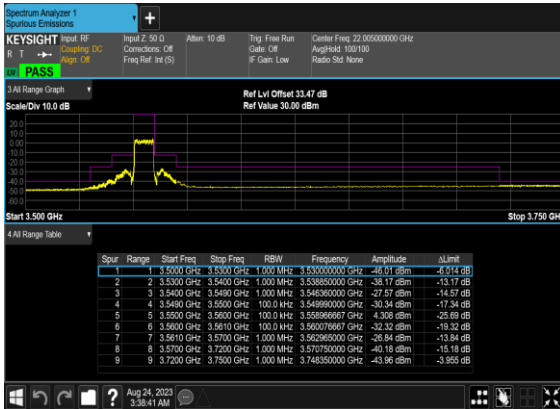 Spectrum Analyzer 1
Spurious Emissions
KEYSIGHT Input: RF Input Z: 50 Ω Atten: 10 dB Trig: Free Run Center Freq: 22.005000000 GHz
R T Coupling: DC Corrections: Off Gate: Off Avg|Hold: 100/100
Align: Off Freq Ref: Int (S) IF Gain: Low Radio Std: None
PASS
3 All Range Graph Ref Lvl Offset 33.47 dB
Scale/Div 10.0 dB Ref Value 30.00 dBm
20.0
10.0
0.00
-10.0
-20.0
-30.0
-40.0
-50.0
-60.0
Start 3.500 GHz Stop 3.750 GH
4 All Range Table
Spur Range Start Freq Stop Freq RBW Frequency Amplitude ΔLimit
1 1 3.5000 GHz 3.5300 GHz 1.000 MHz 3.530000000 GHz -46.01 dBm -6.014 dB
2 2 3.5300 GHz 3.5400 GHz 1.000 MHz 3.538850000 GHz -38.17 dBm -13.17 dB
3 3 3.5400 GHz 3.5490 GHz 1.000 MHz 3.546360000 GHz -27.57 dBm -14.57 dB
4 4 3.5490 GHz 3.5500 GHz 100.0 kHz 3.549990000 GHz -30.34 dBm -17.34 dB
5 5 3.5500 GHz 3.5600 GHz 100.0 kHz 3.558966667 GHz 4.308 dBm -25.69 dB
6 6 3.5600 GHz 3.5610 GHz 100.0 kHz 3.560076667 GHz -32.32 dBm -19.32 dB
7 7 3.5610 GHz 3.5700 GHz 1.000 MHz 3.562965000 GHz -26.84 dBm -13.84 dB
8 8 3.5700 GHz 3.7200 GHz 1.000 MHz 3.570750000 GHz -40.18 dBm -15.18 dB
9 9 3.7200 GHz 3.7500 GHz 1.000 MHz 3.748350000 GHz -43.96 dBm -3.955 dB
Aug 24, 2023
3:38:41 AM